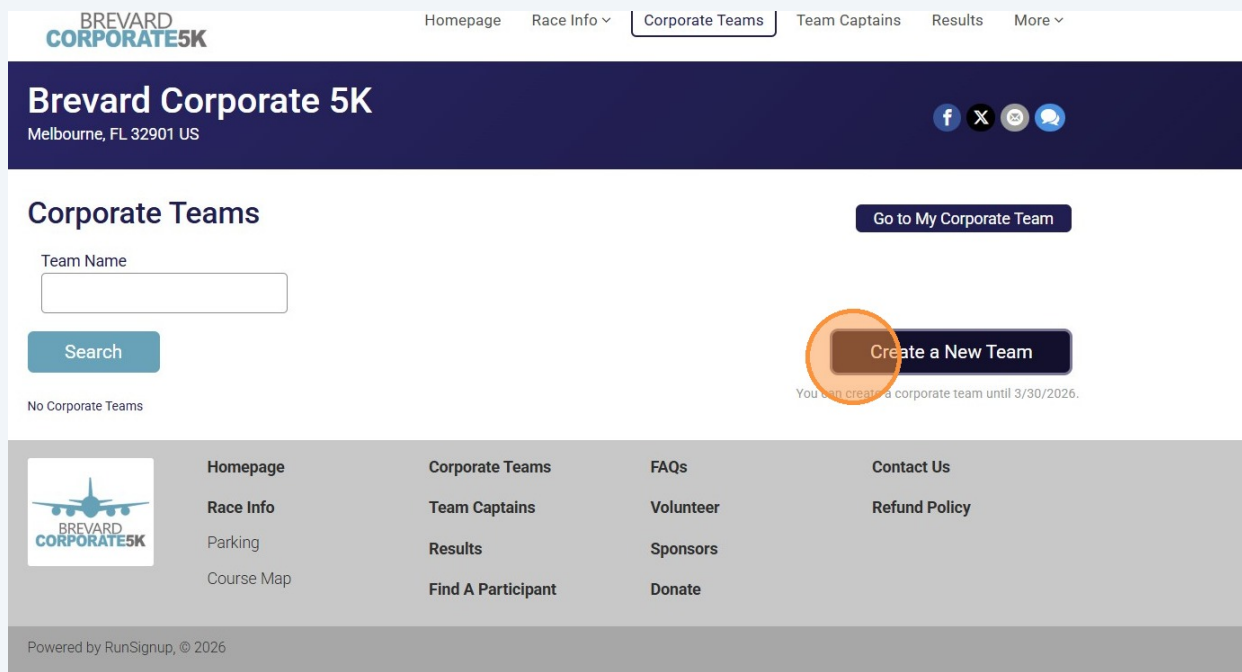 BREVARD
CORPORATE5K
Homepage Race Info Corporate Teams Team Captains Results More
Brevard Corporate 5K
Melbourne, FL 32901 US
Corporate Teams
Go to My Corporate Team
Team Name
Search
Create a New Team
You can create a corporate team until 3/30/2026.
No Corporate Teams
BREVARD
CORPORATE5K
Homepage
Race Info
Parking
Course Map
Corporate Teams
Team Captains
Results
Find A Participant
FAQs
Volunteer
Sponsors
Donate
Contact Us
Refund Policy
Powered by RunSignup, © 2026